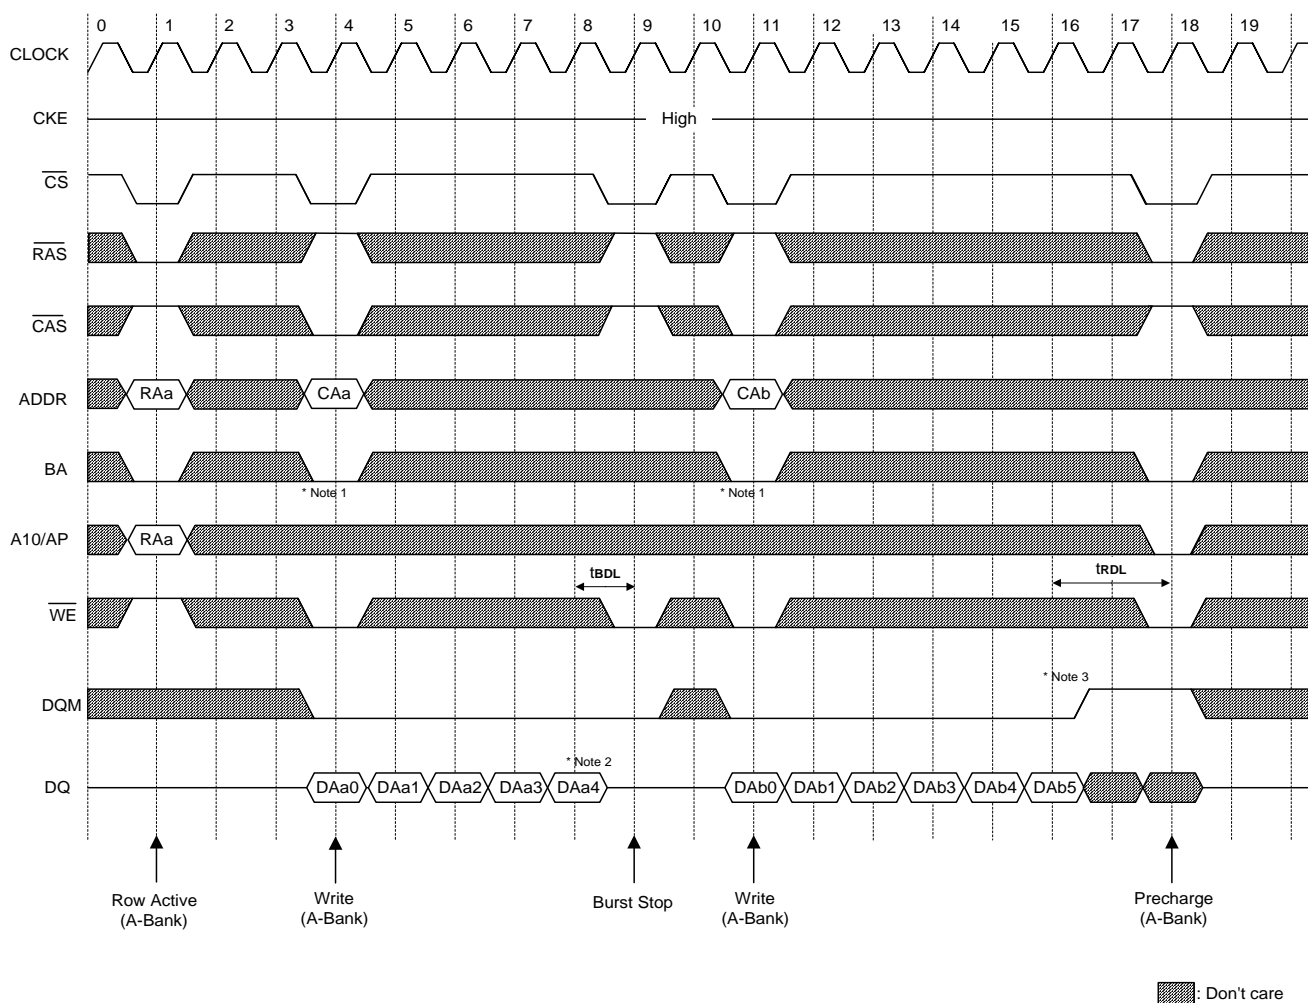 0 1 2 3 4 5 6 7 8 9 10 11 12 13 14 15 16 17 18 19
CLOCK
CKE High
CS
RAS
CAS
ADDR RAa CAa CAb
BA
* Note 1 * Note 1
A10/AP RAa
tBDL tRDL
WE
* Note 3
DQM
* Note 2
DQ DAa0 DAa1 DAa2 DAa3 DAa4 DAb0 DAb1 DAb2 DAb3 DAb4 DAb5
Row Active
(A-Bank)
Write
(A-Bank)
Burst Stop
Write
(A-Bank)
Precharge
(A-Bank)
: Don't care